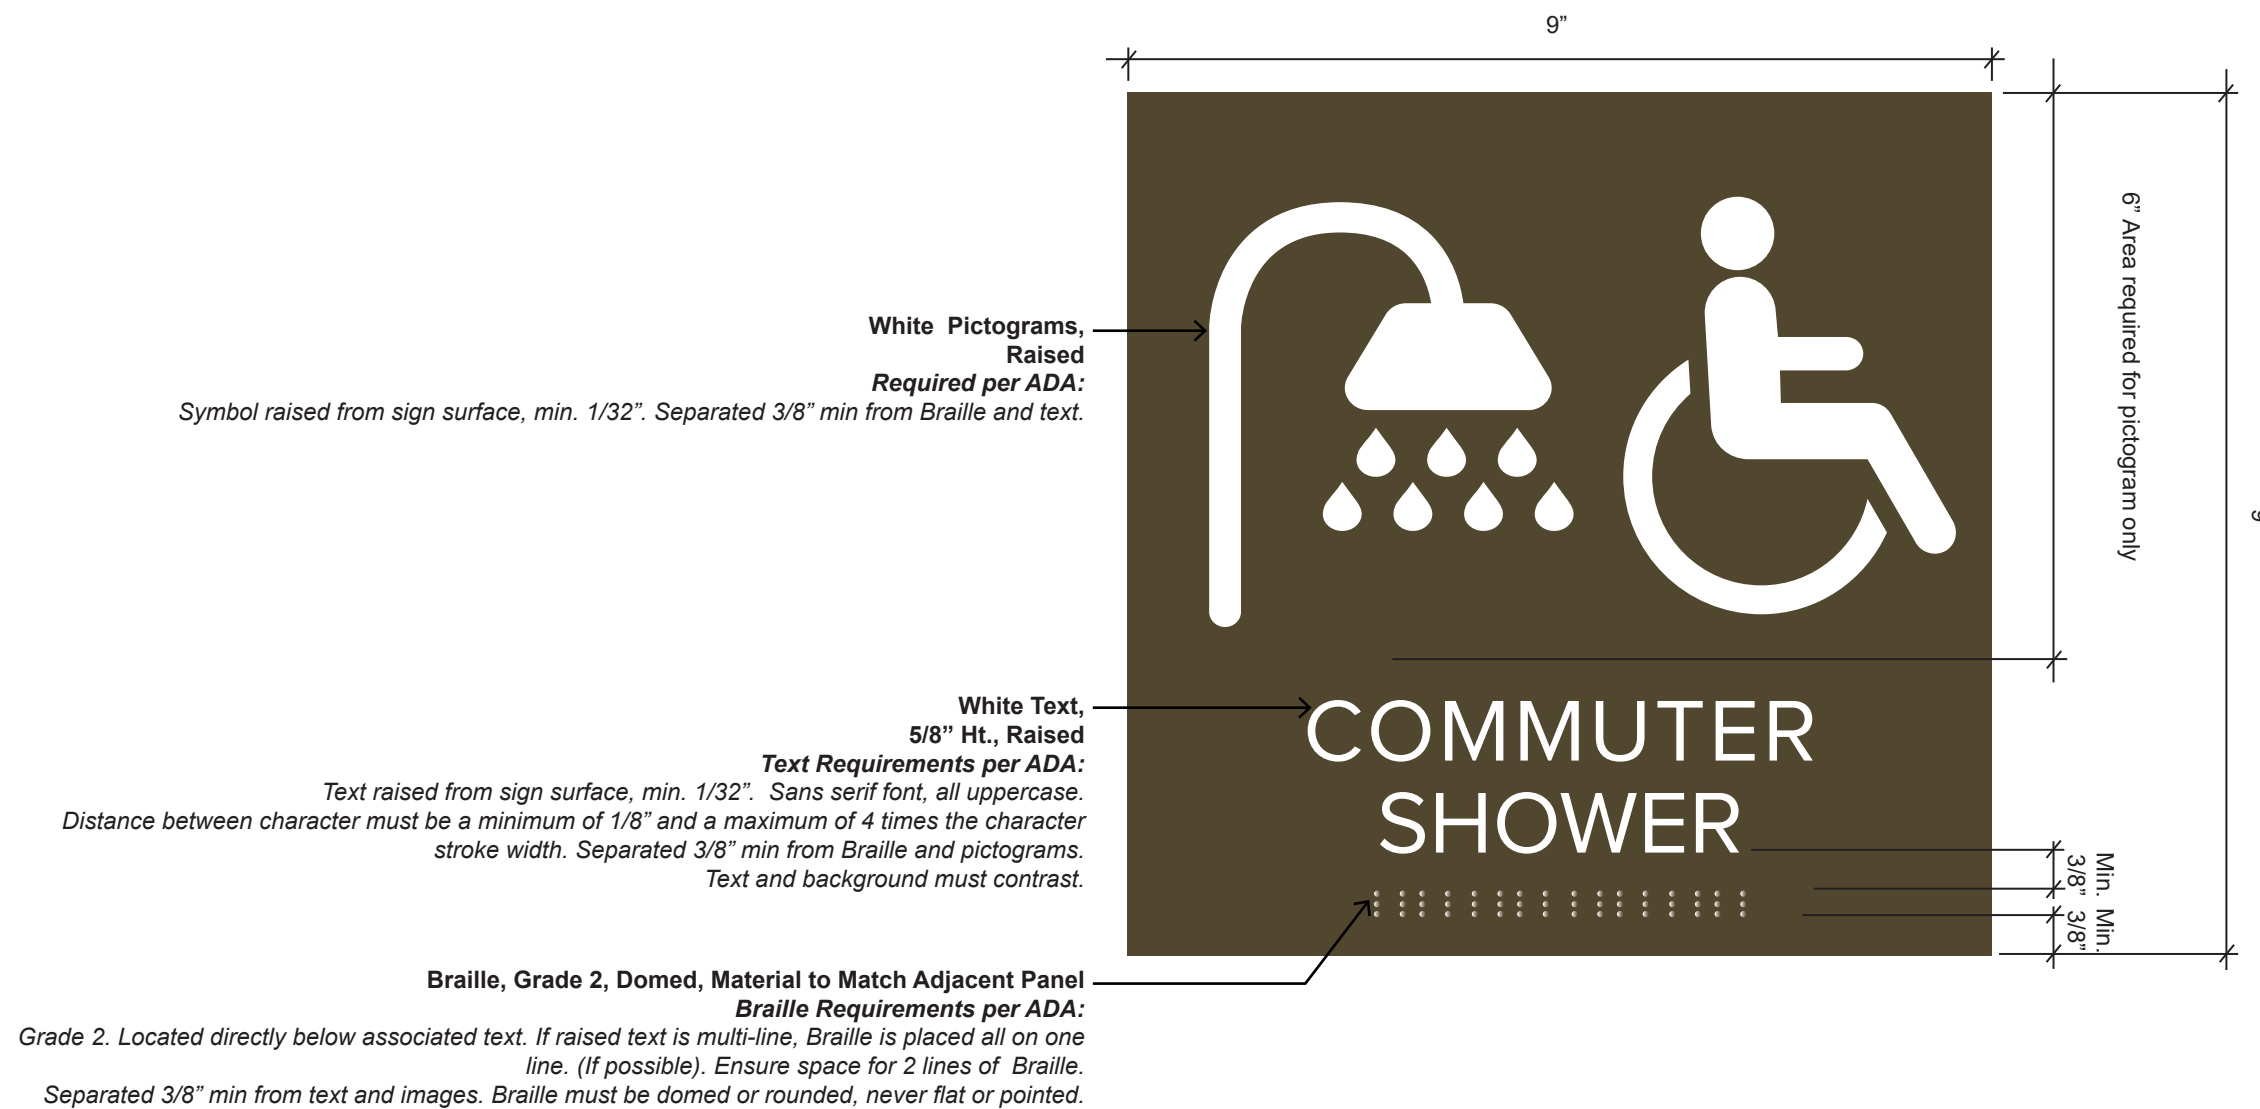 9”
White  Pictograms,
Raised
Required per ADA:
Symbol raised from sign surface, min. 1/32”. Separated 3/8” min from Braille and text.
6” Area required for pictogram only
White Text,
5/8” Ht., Raised
Text Requirements per ADA:
Text raised from sign surface, min. 1/32”.  Sans serif font, all uppercase.
Distance between character must be a minimum of 1/8” and a maximum of 4 times the character
stroke width. Separated 3/8” min from Braille and pictograms.
Text and background must contrast.
COMMUTER
SHOWER
Min.
3/8”
Min.
3/8”
Braille, Grade 2, Domed, Material to Match Adjacent Panel
Braille Requirements per ADA:
Grade 2. Located directly below associated text. If raised text is multi-line, Braille is placed all on one
line. (If possible). Ensure space for 2 lines of  Braille.
Separated 3/8” min from text and images. Braille must be domed or rounded, never flat or pointed.